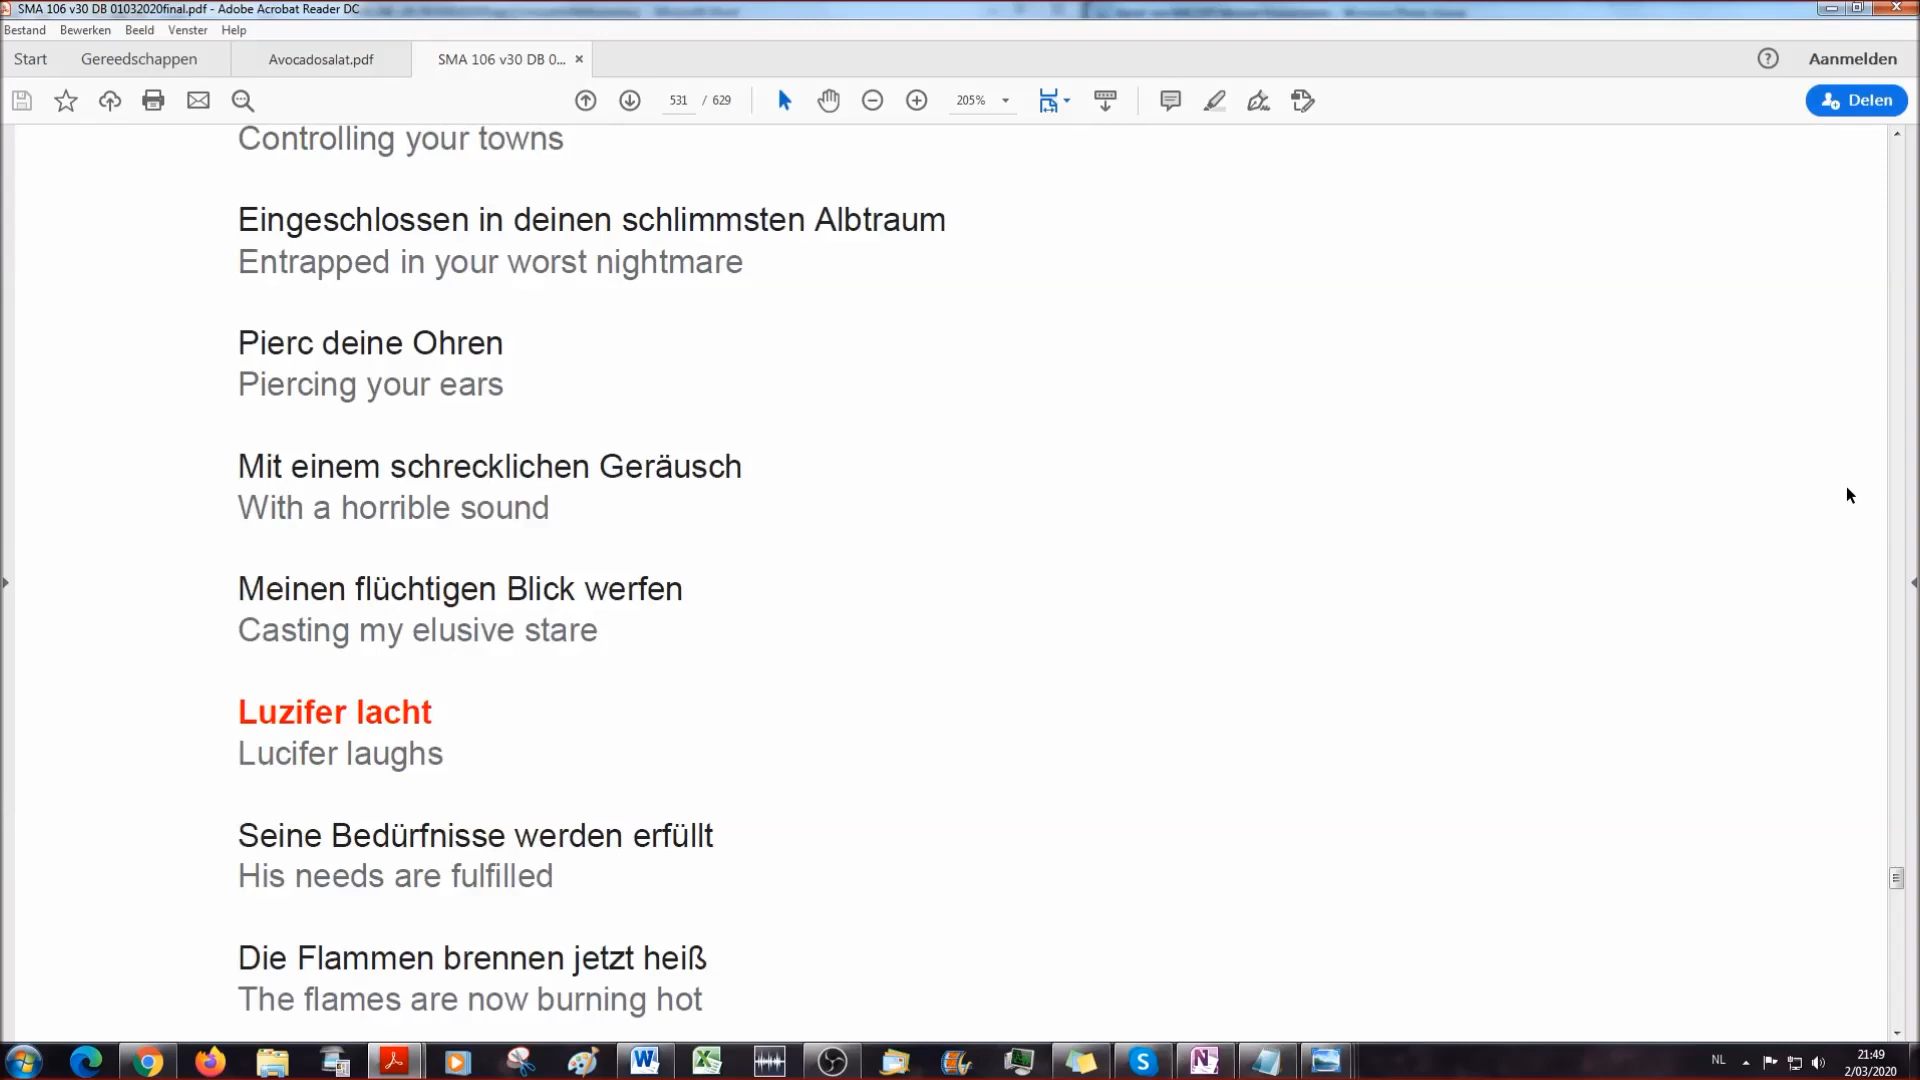 SMA 106 v30 DB 01032020final.pdf - Adobe Acrobat Reader DC
Bestand Bewerken Beeld Venster Help
Start Gereedschappen Avocadosalat.pdf SMA 106 v30 DB 0... × ? Aanmelden
531 / 629 205% Delen
Controlling your towns
Eingeschlossen in deinen schlimmsten Albtraum
Entrapped in your worst nightmare
Pierc deine Ohren
Piercing your ears
Mit einem schrecklichen Geräusch
With a horrible sound
Meinen flüchtigen Blick werfen
Casting my elusive stare
Luzifer lacht
Lucifer laughs
Seine Bedürfnisse werden erfüllt
His needs are fulfilled
Die Flammen brennen jetzt heiß
The flames are now burning hot
NL 21:49
2/03/2020